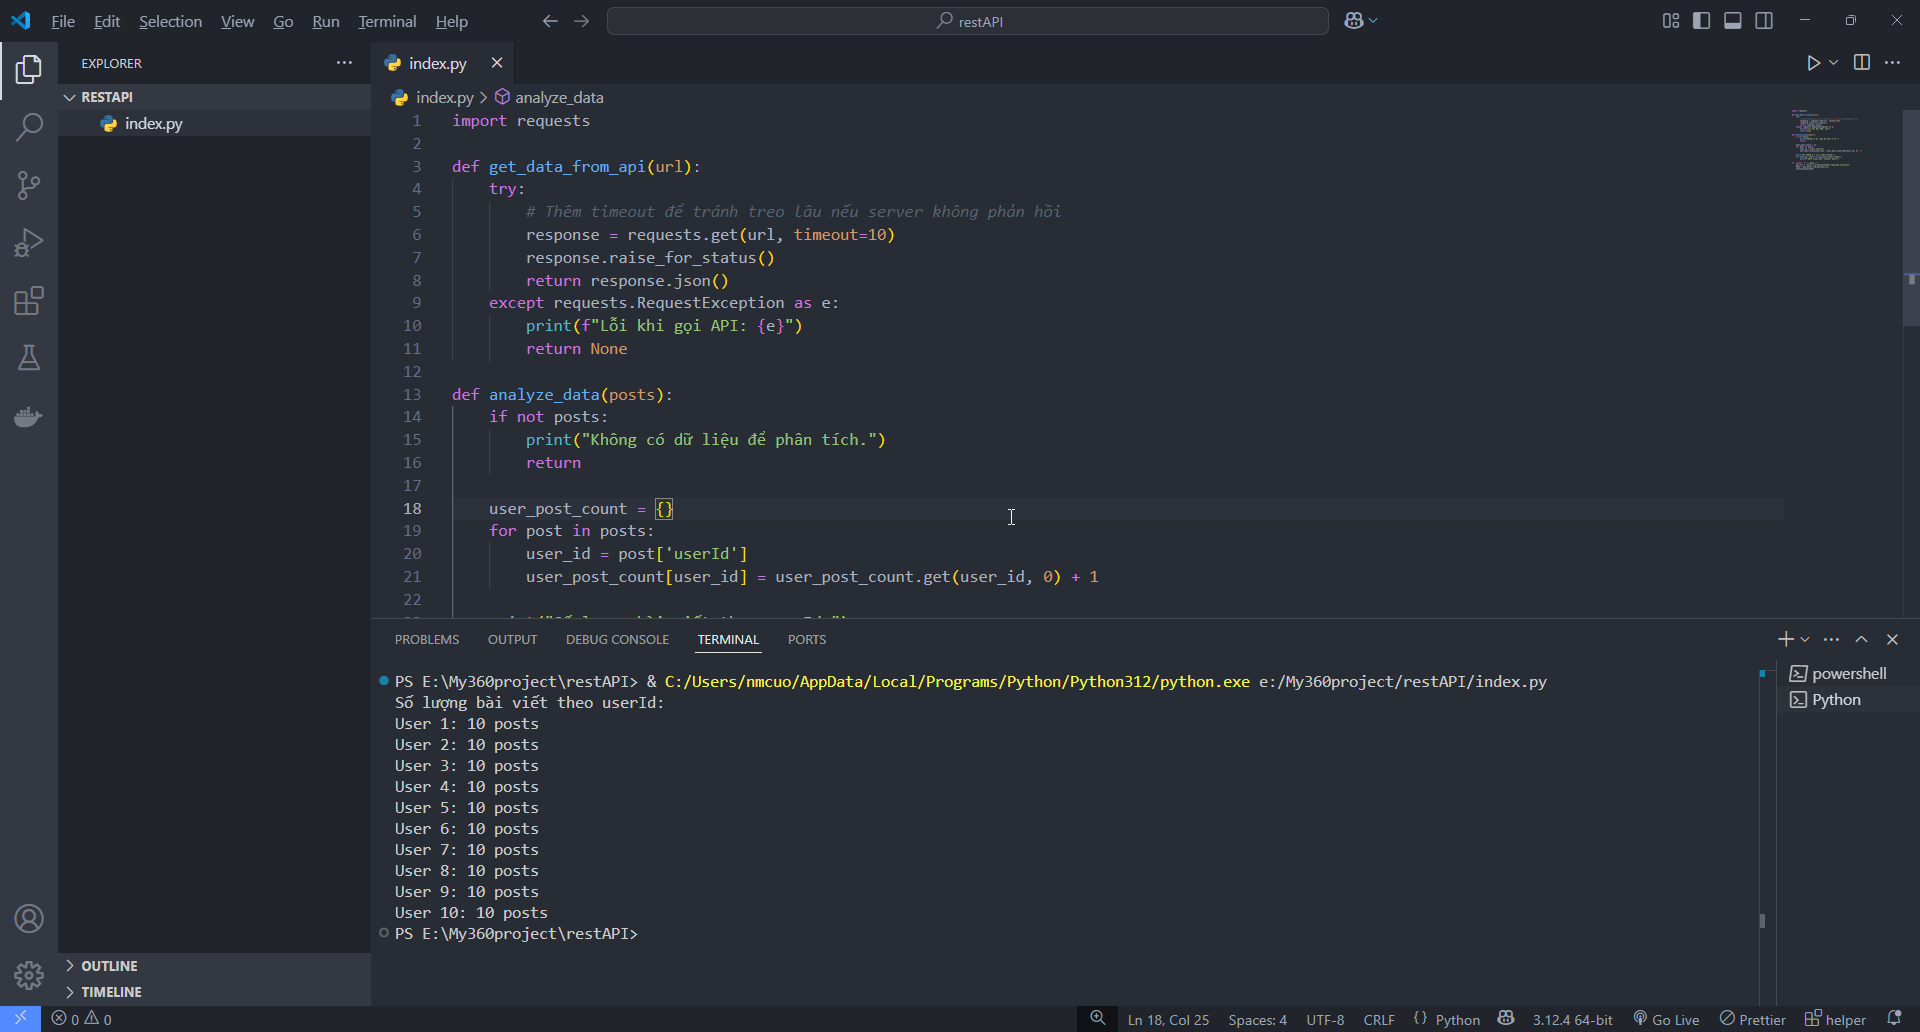 File Edit Selection View Go Run Terminal Help
restAPI
EXPLORER
RESTAPI
index.py
OUTLINE
TIMELINE
index.py
index.py > analyze_data
1 import requests
2
3 def get_data_from_api(url):
4 try:
5 # Thêm timeout để tránh treo lâu nếu server không phản hồi
6 response = requests.get(url, timeout=10)
7 response.raise_for_status()
8 return response.json()
9 except requests.RequestException as e:
10 print(f"Lỗi khi gọi API: {e}")
11 return None
12
13 def analyze_data(posts):
14 if not posts:
15 print("Không có dữ liệu để phân tích.")
16 return
17
18 user_post_count = {}
19 for post in posts:
20 user_id = post['userId']
21 user_post_count[user_id] = user_post_count.get(user_id, 0) + 1
22
PROBLEMS OUTPUT DEBUG CONSOLE TERMINAL PORTS
PS E:\My360project\restAPI> & C:/Users/nmcuo/AppData/Local/Programs/Python/Python312/python.exe e:/My360project/restAPI/index.py
Số lượng bài viết theo userId:
User 1: 10 posts
User 2: 10 posts
User 3: 10 posts
User 4: 10 posts
User 5: 10 posts
User 6: 10 posts
User 7: 10 posts
User 8: 10 posts
User 9: 10 posts
User 10: 10 posts
PS E:\My360project\restAPI>
powershell
Python
0 0
Ln 18, Col 25 Spaces: 4 UTF-8 CRLF {} Python 3.12.4 64-bit Go Live Prettier helper